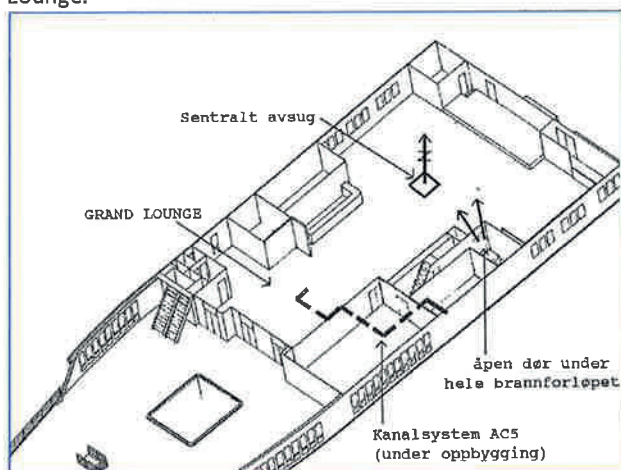 Lounge.
Sentralt avsug
GRAND LOUNGE
åpen dør under
hele brannforløpet
Kanalsystem AC5
(under oppbygging)